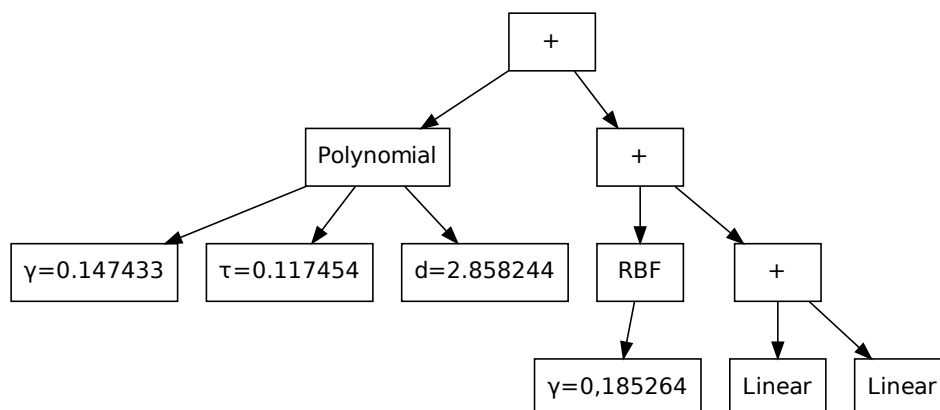 +
Polynomial
+
γ=0.147433
τ=0.117454
d=2.858244
RBF
+
γ=0,185264
Linear
Linear